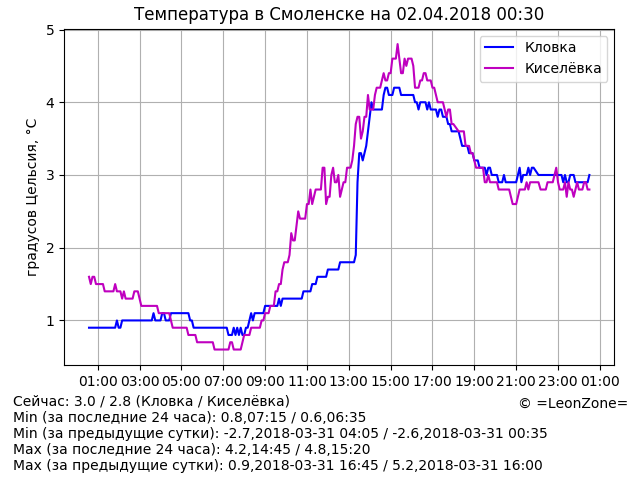 Температура в Смоленске на 02.04.2018 00:30
Кловка
Киселёвка
градусов Цельсия, °C
5
4
3
2
1
01:00 03:00 05:00 07:00 09:00 11:00 13:00 15:00 17:00 19:00 21:00 23:00 01:00
Сейчас: 3.0 / 2.8 (Кловка / Киселёвка)
© =LeonZone=
Min (за последние 24 часа): 0.8,07:15 / 0.6,06:35
Min (за предыдущие сутки): -2.7,2018-03-31 04:05 / -2.6,2018-03-31 00:35
Max (за последние 24 часа): 4.2,14:45 / 4.8,15:20
Max (за предыдущие сутки): 0.9,2018-03-31 16:45 / 5.2,2018-03-31 16:00